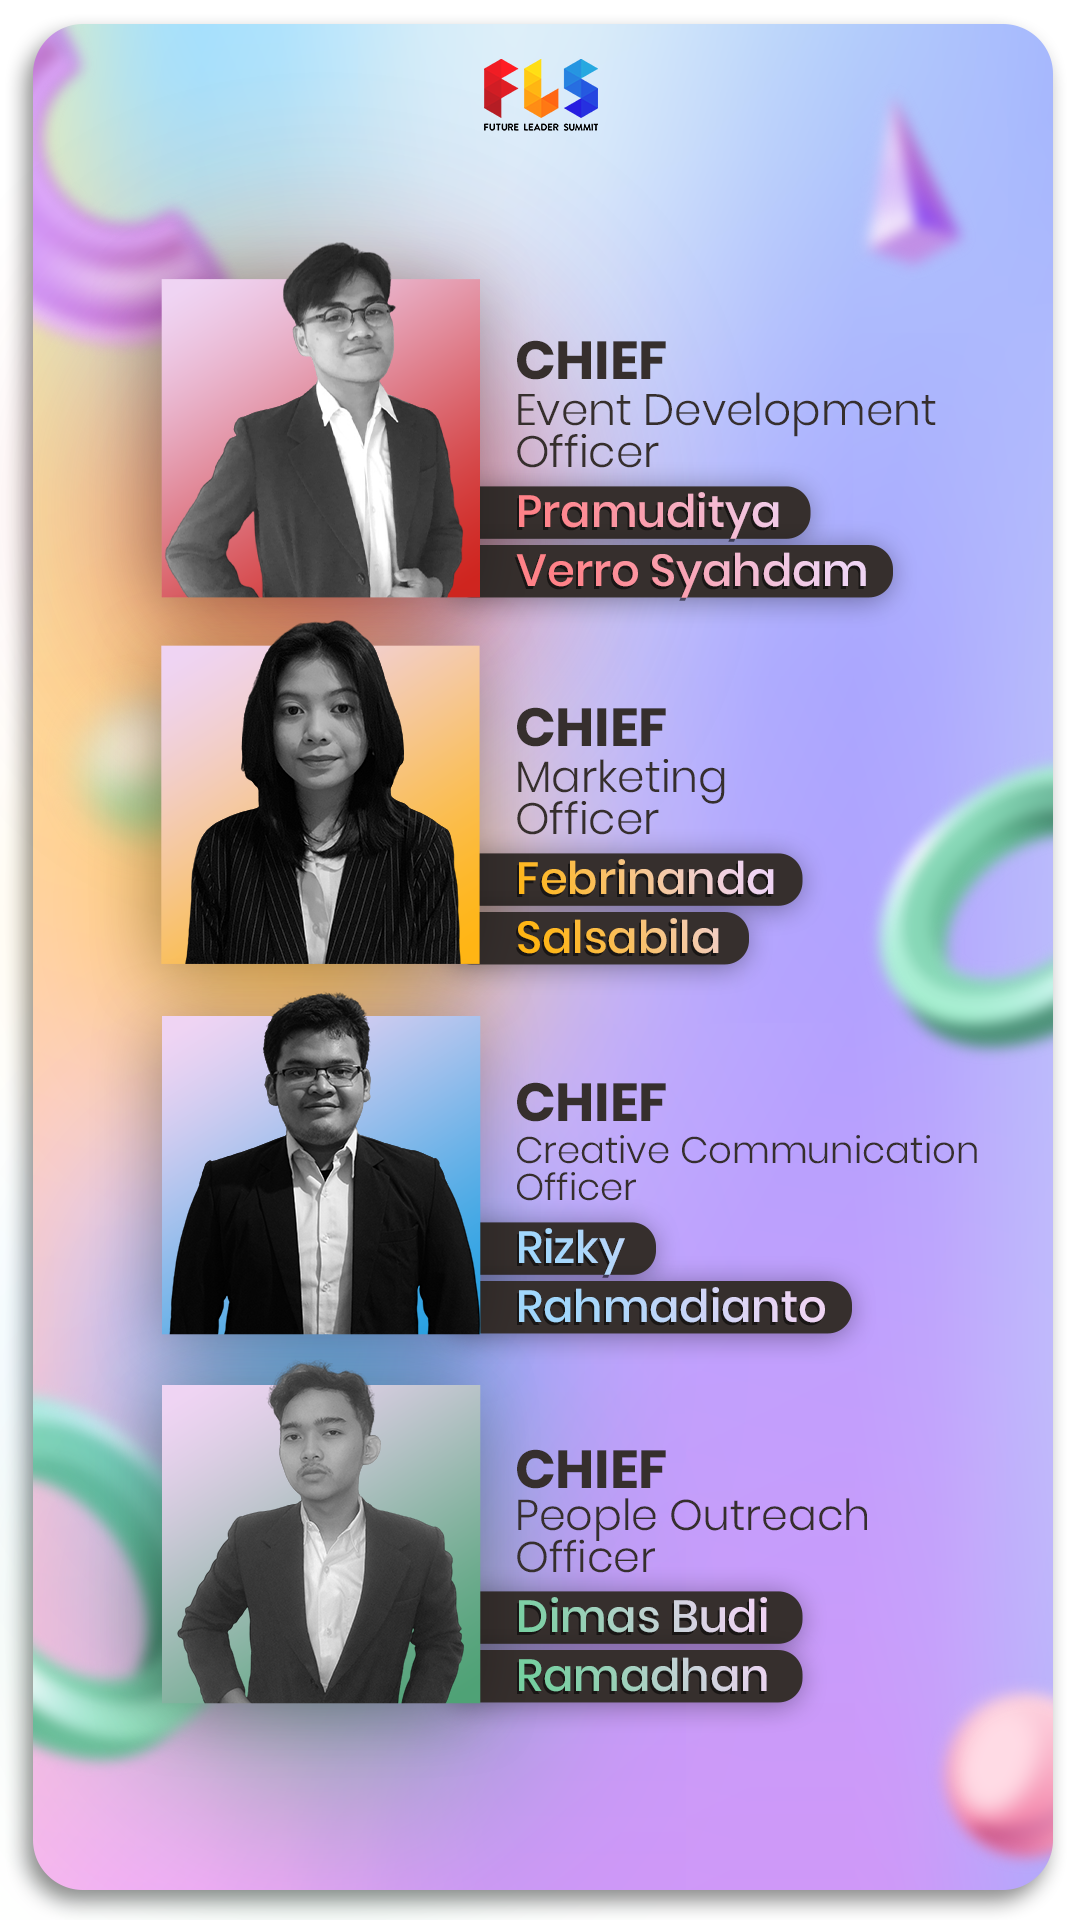 FLS
FUTURE LEADER SUMMIT
CHIEF
Event Development
Officer
Pramuditya
Verro Syahdam
CHIEF
Marketing
Officer
Febrinanda
Salsabila
CHIEF
Creative Communication
Officer
Rizky
Rahmadianto
CHIEF
People Outreach
Officer
Dimas Budi
Ramadhan